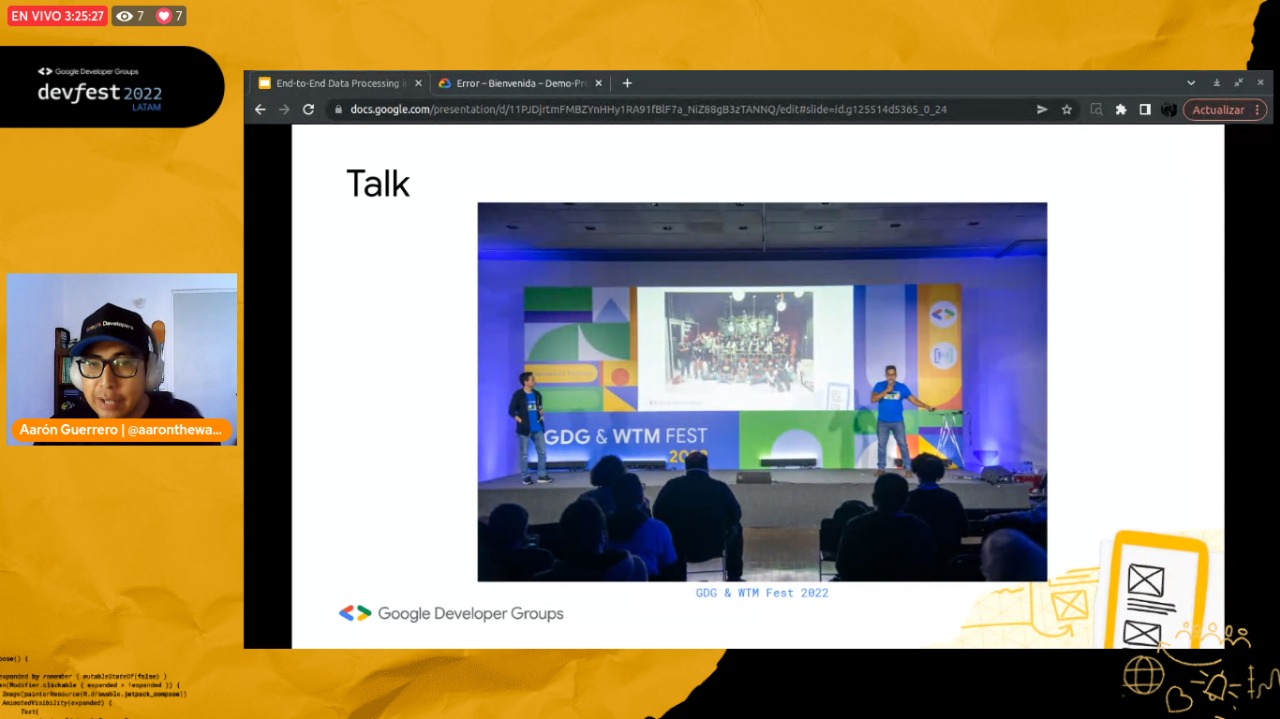 EN VIVO 3:25:27 7 7
Google Developer Groups
devfest 2022
LATAM
End-to-End Data Processing
Error – Bienvenida – Demo-Pr
docs.google.com/presentation/d/11PJDjrtmFMBZYnHHy1RA91fBlF7a_NiZ88gB3zTANNQ/edit#slide=id.g125514d5365_0_24
Actualizar
Talk
Developers
Aarón Guerrero | @aaronthewa...
GDG & WTM FEST
GDG & WTM Fest 2022
Google Developer Groups
expanded by remember { mutableStateOf(false) }
Modifier.clickable { expanded = !expanded }) {
Image(painterResource(R.drawable.jetpack_compose))
AnimatedVisibility(expanded) {
Text(